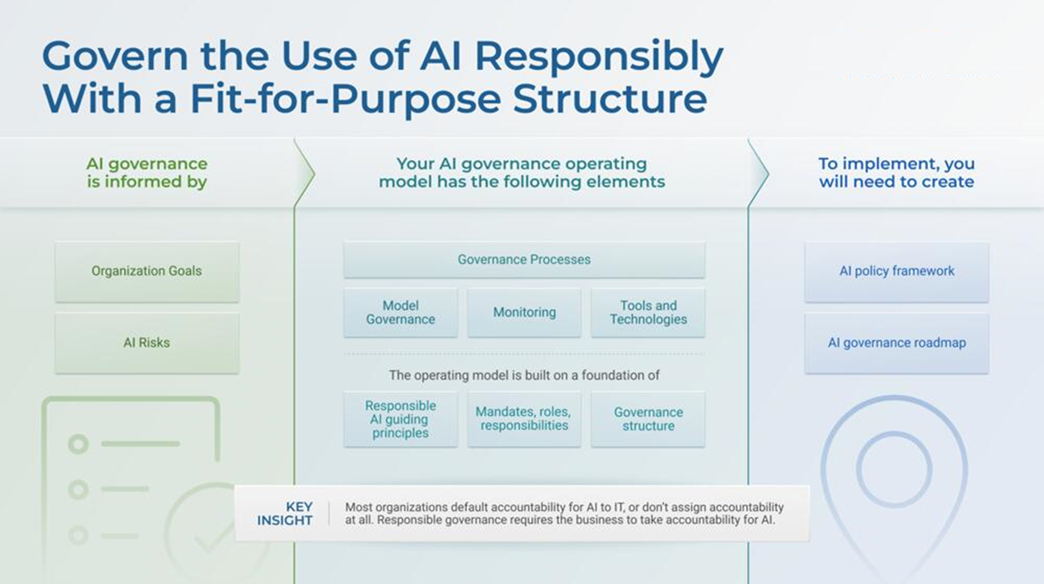 Govern the Use of AI Responsibly
With a Fit-for-Purpose Structure
AI governance
is informed by
Your AI governance operating
model has the following elements
To implement, you
will need to create
Organization Goals
AI Risks
Governance Processes
Model
Governance
Monitoring
Tools and
Technologies
The operating model is built on a foundation of
Responsible
AI guiding
principles
Mandates, roles,
responsibilities
Governance
structure
AI policy framework
AI governance roadmap
KEY
INSIGHT
Most organizations default accountability for AI to IT, or don’t assign accountability
at all. Responsible governance requires the business to take accountability for AI.